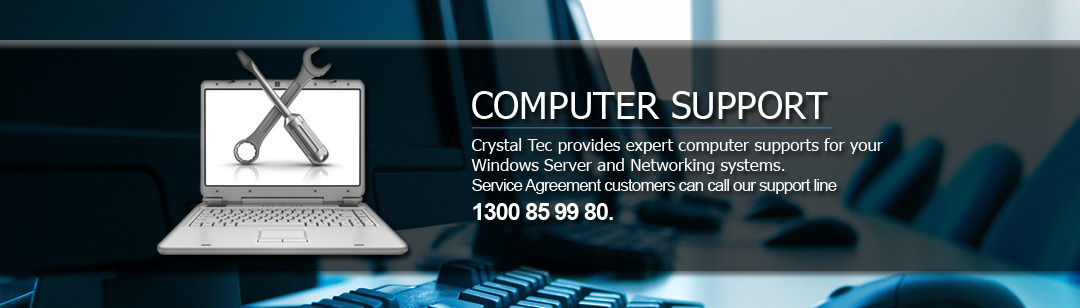 COMPUTER SUPPORT
Crystal Tec provides expert computer supports for your
Windows Server and Networking systems.
Service Agreement customers can call our support line
1300 85 99 80.